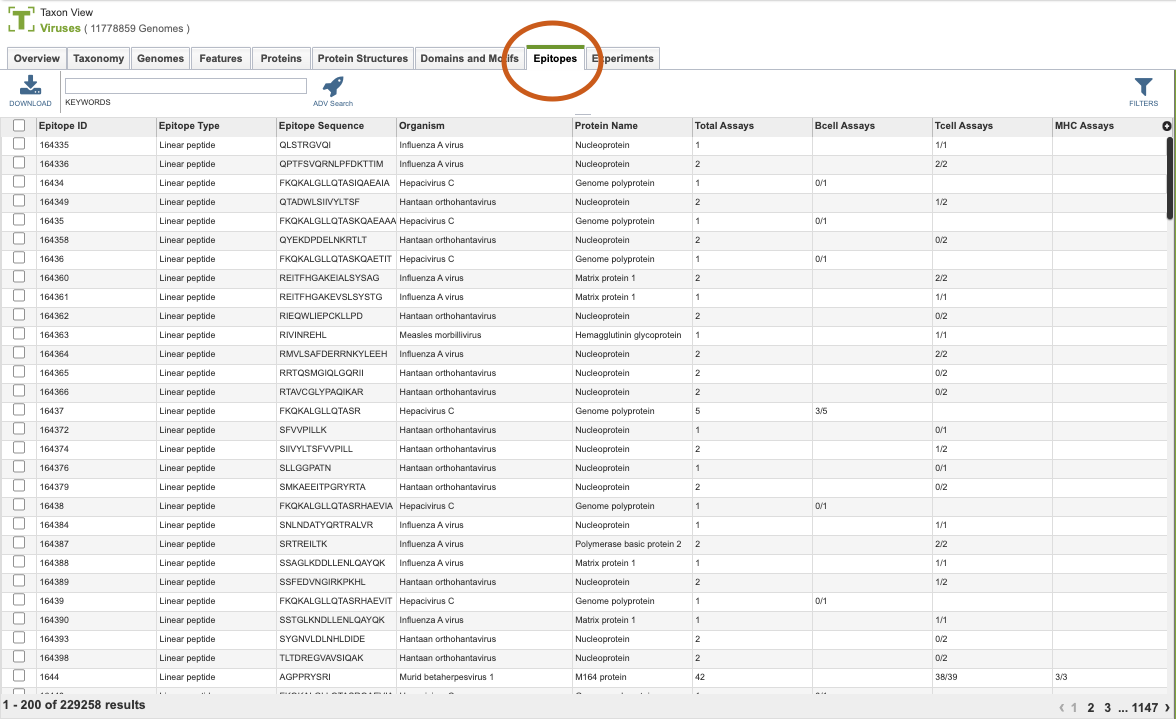 Taxon View
Viruses ( 11778859 Genomes )
Overview Taxonomy Genomes Features Proteins Protein Structures Domains and Motifs Epitopes Experiments
DOWNLOAD KEYWORDS ADV Search FILTERS
Epitope ID Epitope Type Epitope Sequence Organism Protein Name Total Assays Bcell Assays Tcell Assays MHC Assays
164335 Linear peptide QLSTRGVQI Influenza A virus Nucleoprotein 1 1/1
164336 Linear peptide QPTFSVQRNLPFDKTTIM Influenza A virus Nucleoprotein 2 2/2
16434 Linear peptide FKQKALGLLQTASIQAEAIA Hepacivirus C Genome polyprotein 1 0/1
164349 Linear peptide QTADWLSIIVYLTSF Hantaan orthohantavirus Nucleoprotein 2 1/2
16435 Linear peptide FKQKALGLLQTASKQAEAAA Hepacivirus C Genome polyprotein 1 0/1
164358 Linear peptide QYEKDPDELNKRTLT Hantaan orthohantavirus Nucleoprotein 2 0/2
16436 Linear peptide FKQKALGLLQTASKQAETIT Hepacivirus C Genome polyprotein 1 0/1
164360 Linear peptide REITFHGAKEIALSYSAG Influenza A virus Matrix protein 1 2 2/2
164361 Linear peptide REITFHGAKEVSLSYSTG Influenza A virus Matrix protein 1 1 1/1
164362 Linear peptide RIEQWLIEPCKLLPD Hantaan orthohantavirus Nucleoprotein 2 0/2
164363 Linear peptide RIVINREHL Measles morbillivirus Hemagglutinin glycoprotein 1 1/1
164364 Linear peptide RMVLSAFDERRNKYLEEH Influenza A virus Nucleoprotein 2 2/2
164365 Linear peptide RRTQSMGIQLGQRII Hantaan orthohantavirus Nucleoprotein 2 0/2
164366 Linear peptide RTAVCGLYPAQIKAR Hantaan orthohantavirus Nucleoprotein 2 0/2
16437 Linear peptide FKQKALGLLQTASR Hepacivirus C Genome polyprotein 5 3/5
164372 Linear peptide SFVVPILLK Hantaan orthohantavirus Nucleoprotein 1 0/1
164374 Linear peptide SIIVYLTSFVVPILL Hantaan orthohantavirus Nucleoprotein 2 1/2
164376 Linear peptide SLLGGPATN Hantaan orthohantavirus Nucleoprotein 1 0/1
164379 Linear peptide SMKAEEITPGRYRTA Hantaan orthohantavirus Nucleoprotein 2 0/2
16438 Linear peptide FKQKALGLLQTASRHAEVIA Hepacivirus C Genome polyprotein 1 0/1
164384 Linear peptide SNLNDATYQRTRALVR Influenza A virus Nucleoprotein 1 1/1
164387 Linear peptide SRTREILTK Influenza A virus Polymerase basic protein 2 2 2/2
164388 Linear peptide SSAGLKDDLLENLQAYQK Influenza A virus Matrix protein 1 1 1/1
164389 Linear peptide SSFEDVNGIRKPKHL Hantaan orthohantavirus Nucleoprotein 2 1/2
16439 Linear peptide FKQKALGLLQTASRHAEVIT Hepacivirus C Genome polyprotein 1 0/1
164390 Linear peptide SSTGLKNDLLENLQAYQK Influenza A virus Matrix protein 1 1 1/1
164393 Linear peptide SYGNVLDLNHLDIDE Hantaan orthohantavirus Nucleoprotein 2 0/2
164398 Linear peptide TLTDREGVAVSIQAK Hantaan orthohantavirus Nucleoprotein 2 0/2
1644 Linear peptide AGPPRYSRI Murid betaherpesvirus 1 M164 protein 42 38/39 3/3
1 - 200 of 229258 results ‹ 1 2 3 ... 1147 ›